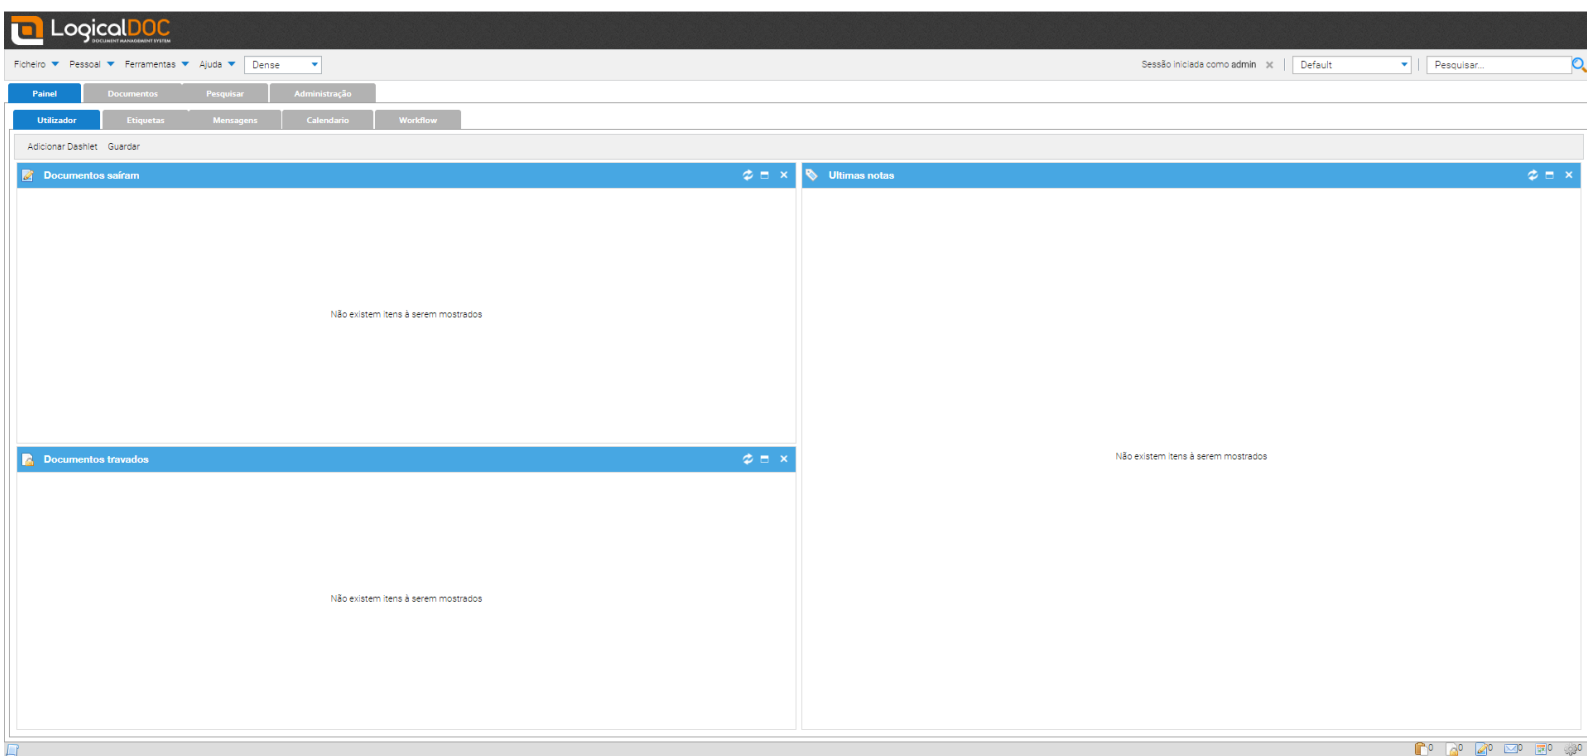 LogicalDOC
DOCUMENT MANAGEMENT SYSTEM
Ficheiro Pessoal Ferramentas Ajuda Dense Sessão iniciada como admin Default Pesquisar...
Painel Documentos Pesquisar Administração
Utilizador Etiquetas Mensagens Calendario Workflow
Adicionar Dashlet Guardar
Documentos saíram
Não existem itens à serem mostrados
Documentos travados
Não existem itens à serem mostrados
Ultimas notas
Não existem itens à serem mostrados
0 0 0 0 0 0